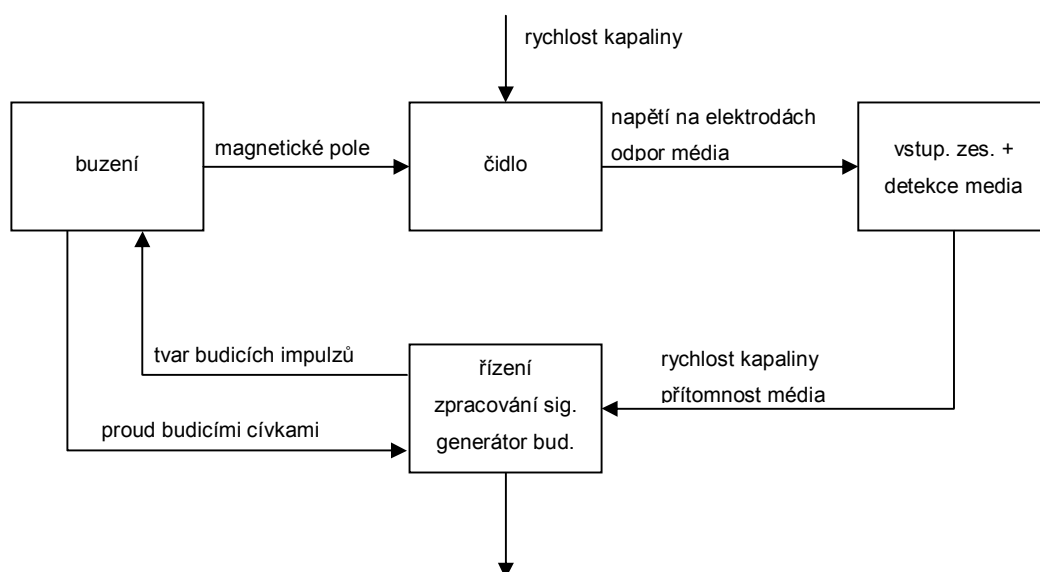 rychlost kapaliny
buzení
magnetické pole
čidlo
napětí na elektrodách
odpor média
vstup. zes. +
detekce media
tvar budicích impulzů
proud budicími cívkami
řízení
zpracování sig.
generátor bud.
rychlost kapaliny
přítomnost média